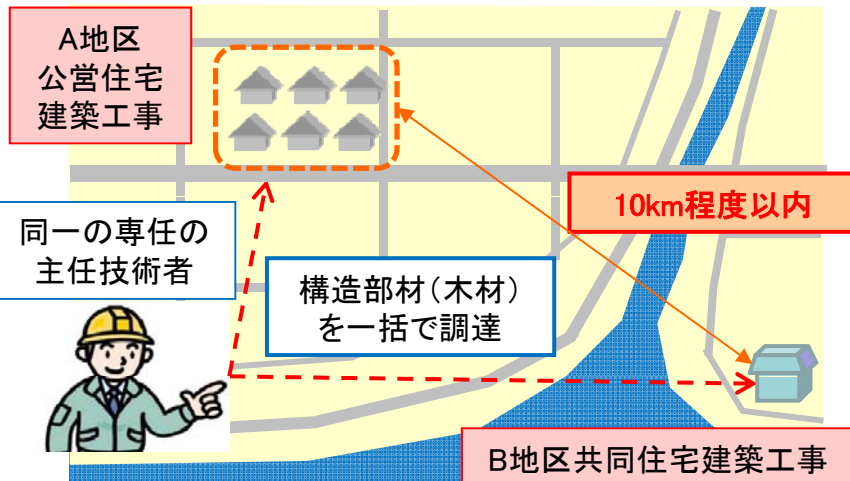 A地区
公営住宅
建築工事
10km程度以内
同一の専任の
主任技術者
構造部材（木材）
を一括で調達
B地区共同住宅建築工事